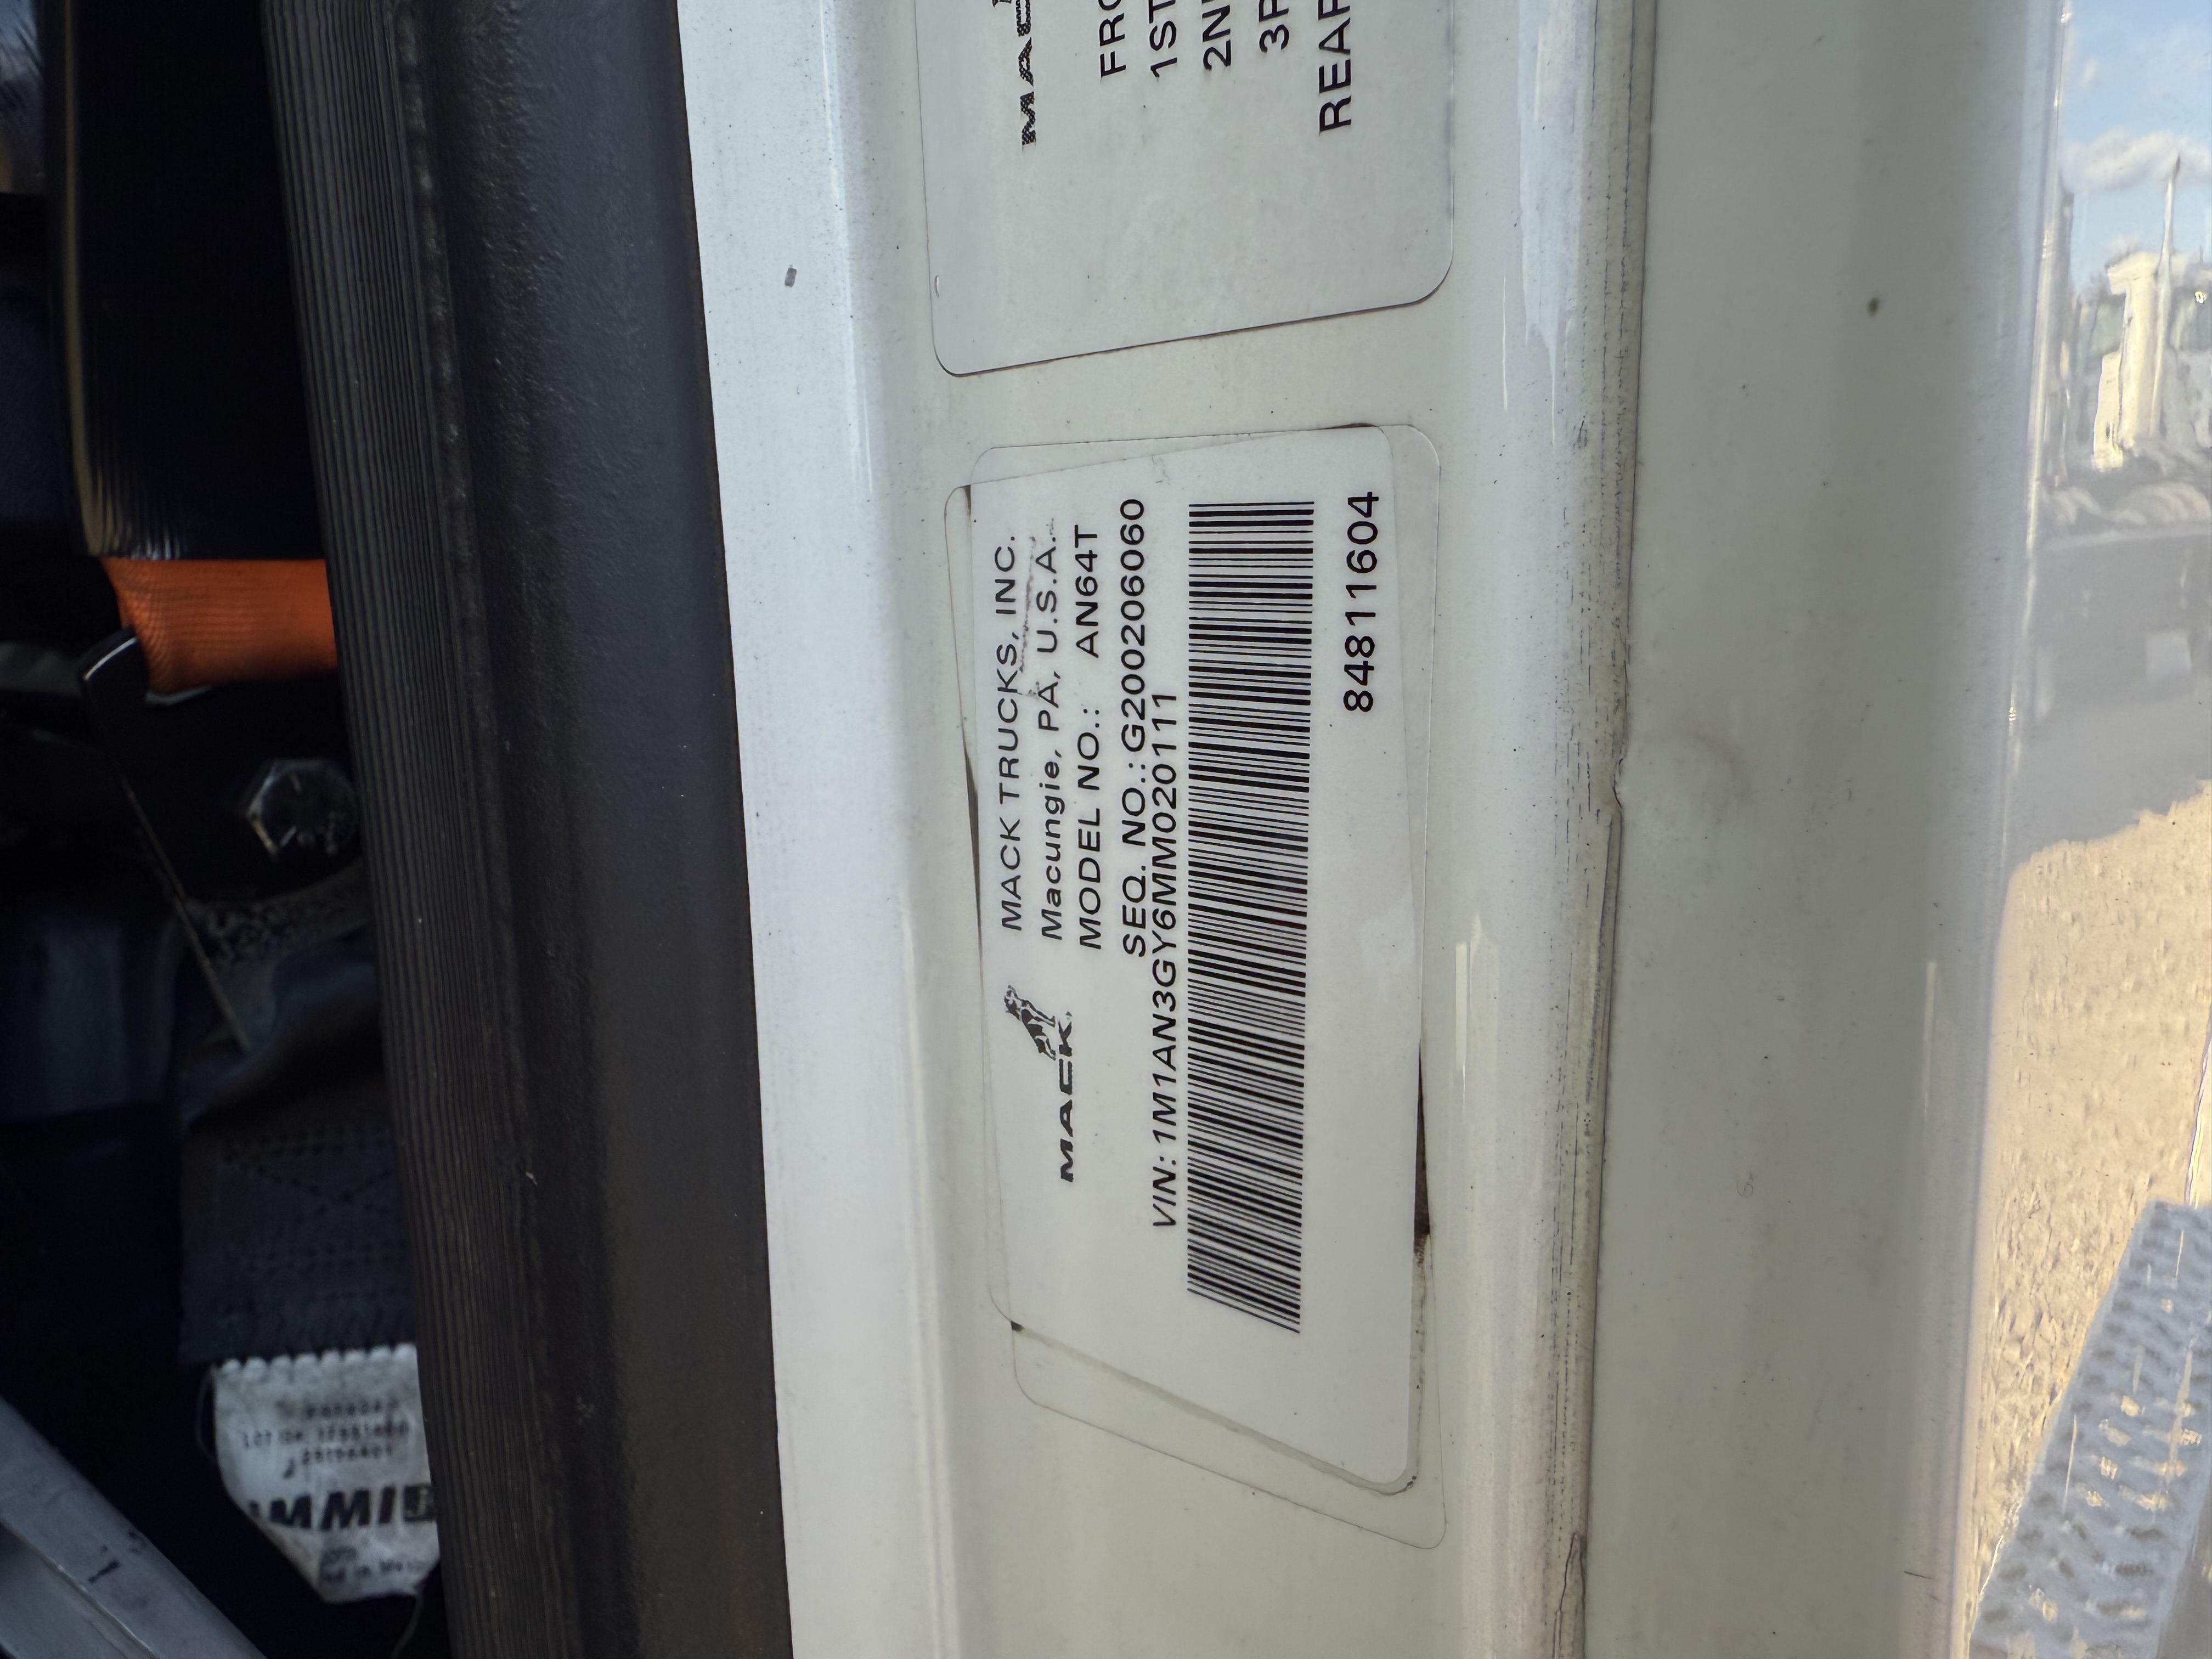 FRO
1ST
2N
3R
REAR
MACK TRUCKS, INC.
Macungie, PA, U.S.A.
MODEL NO.: AN64T
SEQ. NO.: G200206060
MACK
VIN: 1M1AN3GY6MM020111
84811604